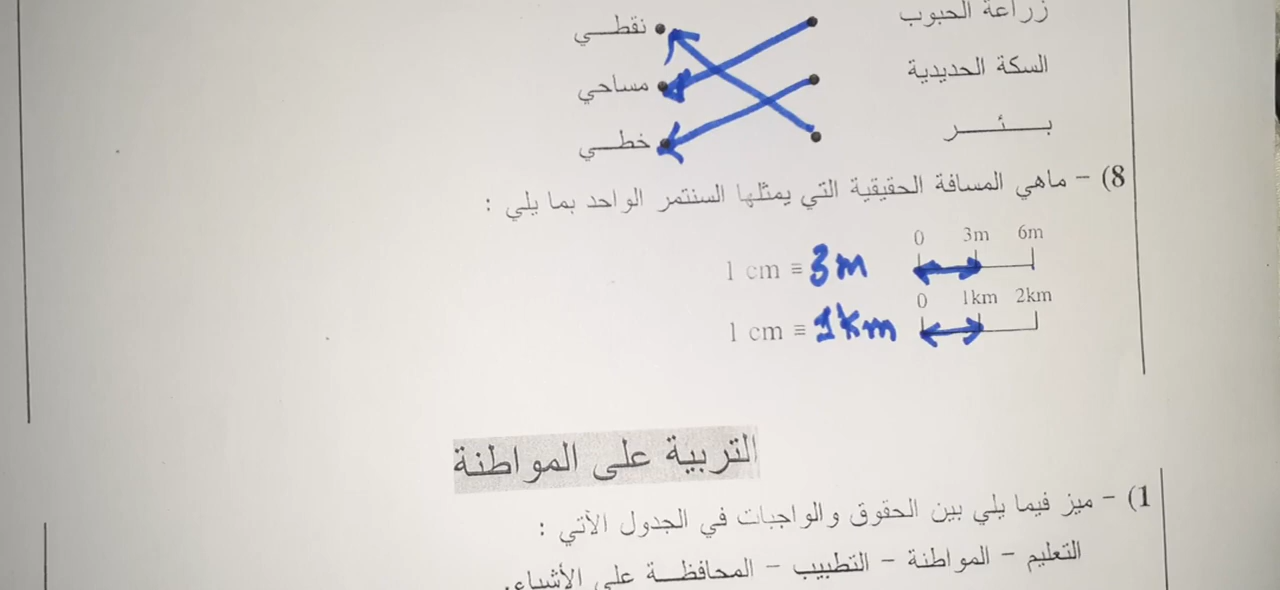 زراعة الحبوب نقطي
السكة الحديدية مساحي
بئر خطي
8) - ماهي المسافة الحقيقية التي يمثلها السنتمر الواحد بما يلي :
0 3m 6m
1 cm ≡ 3m
0 1km 2km
1 cm ≡ 1km
التربية على المواطنة
1) - ميز فيما يلي بين الحقوق والواجبات في الجدول الآتي :
التعليم - المواطنة - التطبيب - المحافظة على الأشياء.